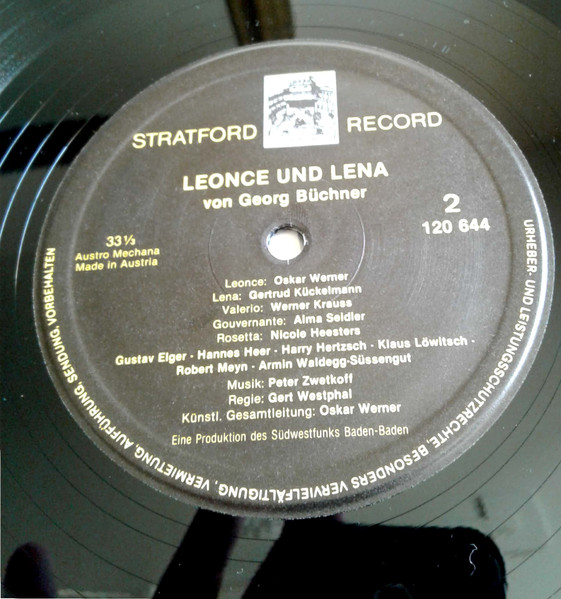 STRATFORD RECORD
LEONCE UND LENA
von Georg Büchner
2
120 644
33⅓
Austro Mechana
Made in Austria
Leonce: Oskar Werner
Lena: Gertrud Kückelmann
Valerio: Werner Krauss
Gouvernante: Alma Seidler
Rosetta: Nicole Heesters
Gustav Elger · Hannes Heer · Harry Hertzsch · Klaus Löwitsch ·
Robert Meyn · Armin Waldegg-Süssengut
Musik: Peter Zwetkoff
Regie: Gert Westphal
Künstl. Gesamtleitung: Oskar Werner
Eine Produktion des Südwestfunks Baden-Baden
URHEBER- UND LEISTUNGSSCHUTZRECHTE, BESONDERS VERVIELFÄLTIGUNG, VERMIETUNG, AUFFÜHRUNG, SENDUNG, VORBEHALTEN